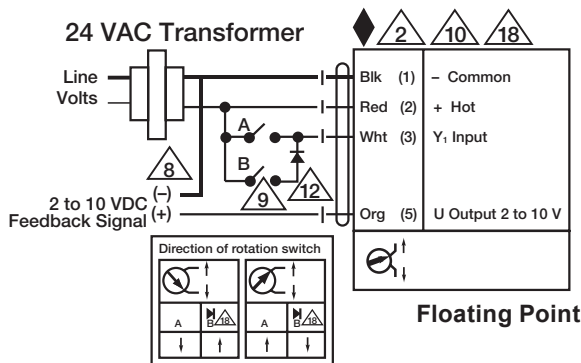 24 VAC Transformer
2 10 18
Line
Volts
Blk (1) – Common
Red (2) + Hot
A
Wht (3) Y₁ Input
B
8
9
12
(–)
2 to 10 VDC
Feedback Signal (+)
Org (5) U Output 2 to 10 V
Direction of rotation switch
A B 18 A B 18
Floating Point